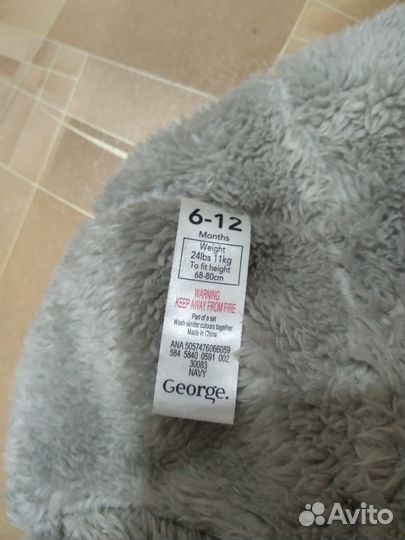 6-12
Months
Weight
24lbs 11kg
To fit height
68-80cm
WARNING
KEEP AWAY FROM FIRE
Part of a set
Wash similar colours together.
Made in China
ANA 5057476066059
584 5840 0591 002
30083
NAVY
George.
Avito